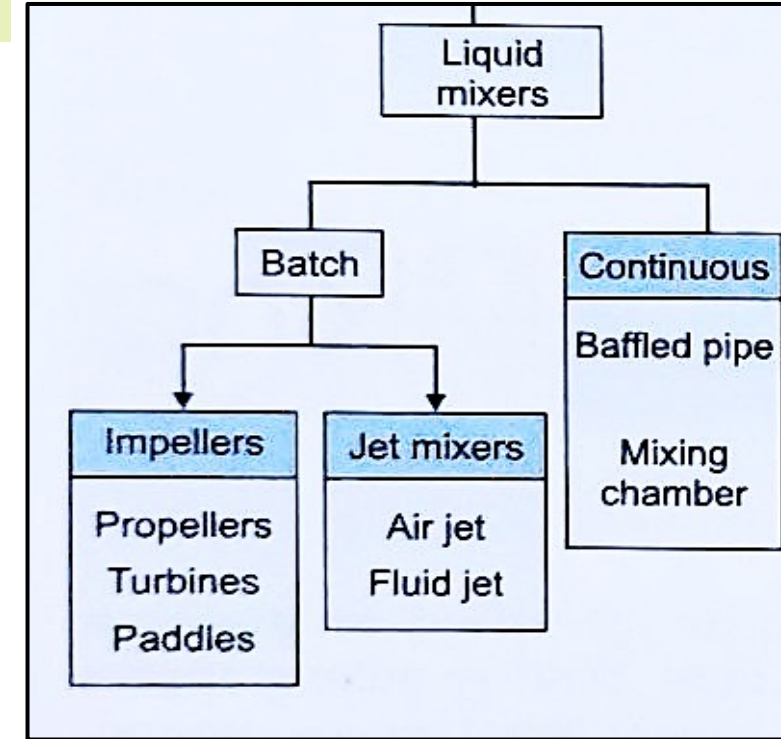 Liquid
mixers
Batch
Continuous
Baffled pipe
Mixing
chamber
Impellers
Propellers
Turbines
Paddles
Jet mixers
Air jet
Fluid jet